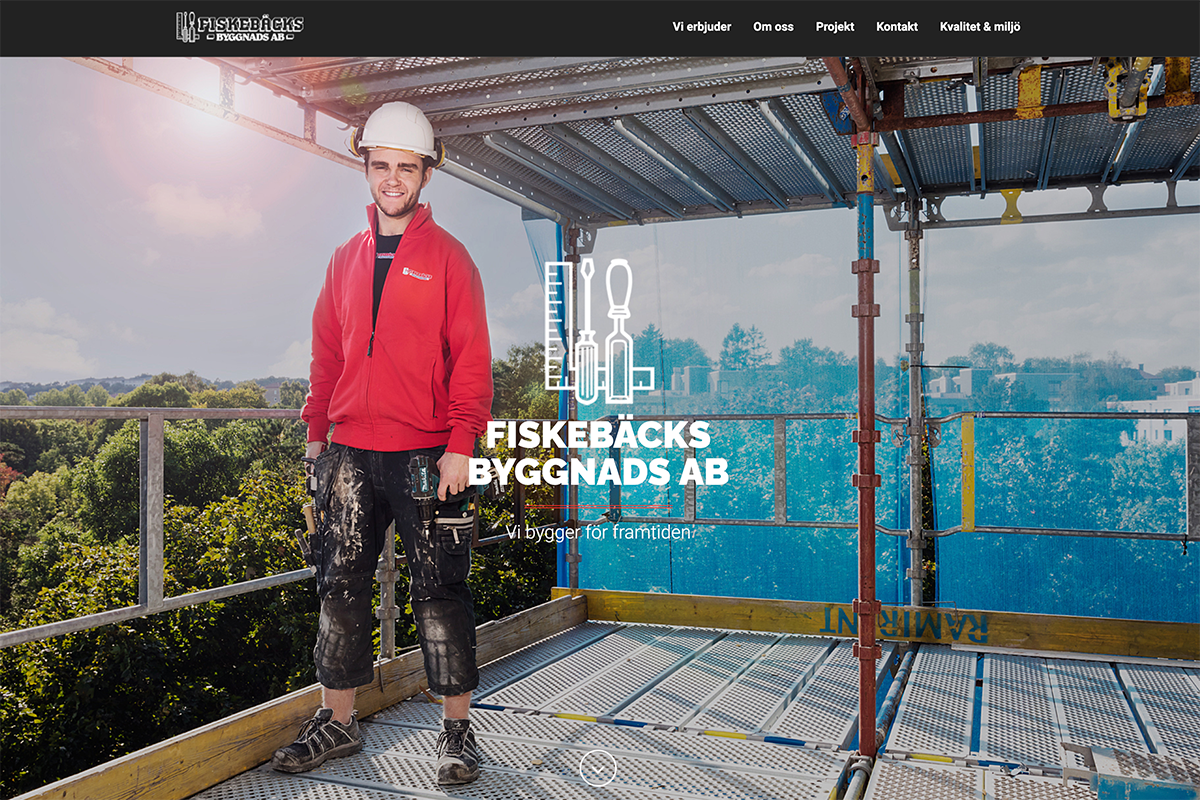 FISKEBÄCKS
BYGGNADS AB
Vi erbjuder
Om oss
Projekt
Kontakt
Kvalitet & miljö
FISKEBÄCKS
BYGGNADS AB
Vi bygger för framtiden
RAMIRENT